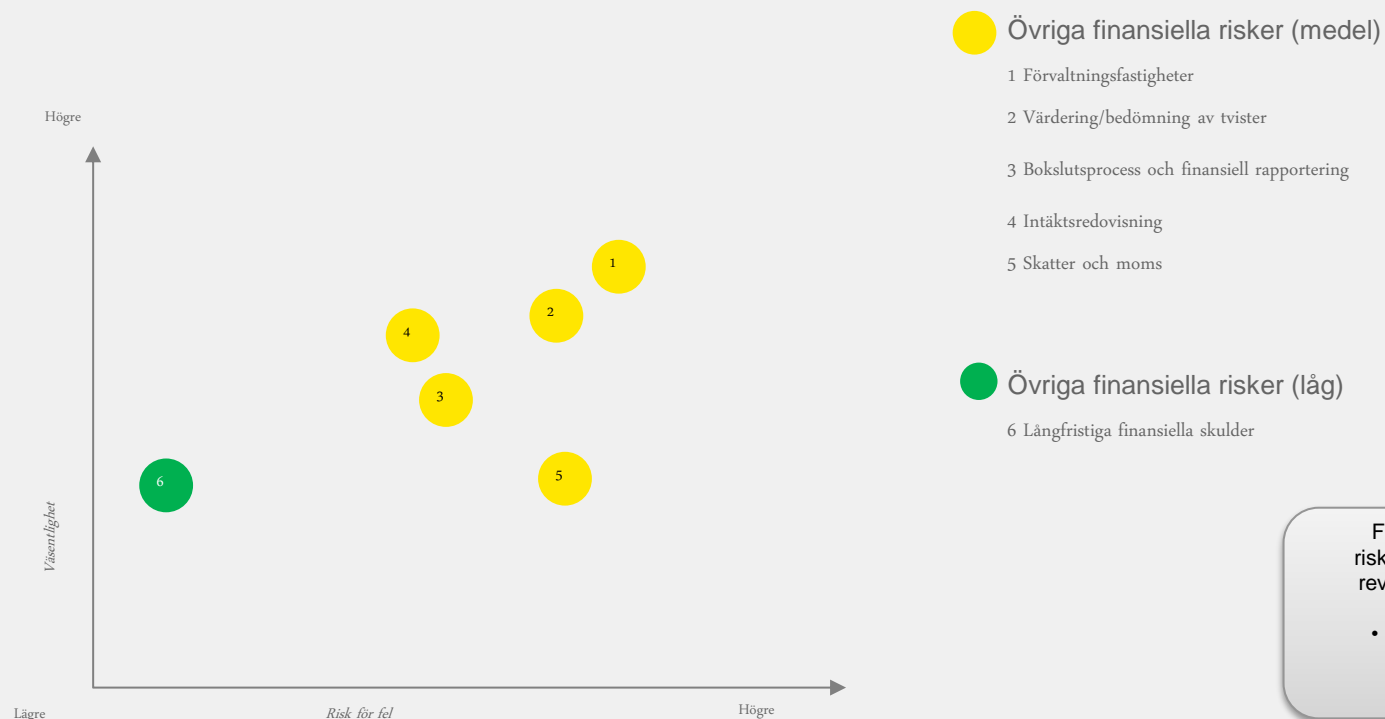 Övriga finansiella risker (medel)
1 Förvaltningsfastigheter
2 Värdering/bedömning av tvister
3 Bokslutsprocess och finansiell rapportering
4 Intäktsredovisning
5 Skatter och moms
Övriga finansiella risker (låg)
6 Långfristiga finansiella skulder
Högre
1
2
4
3
5
6
Väsentlighet
Lägre
Risk för fel
Högre
F
risk
rev
•